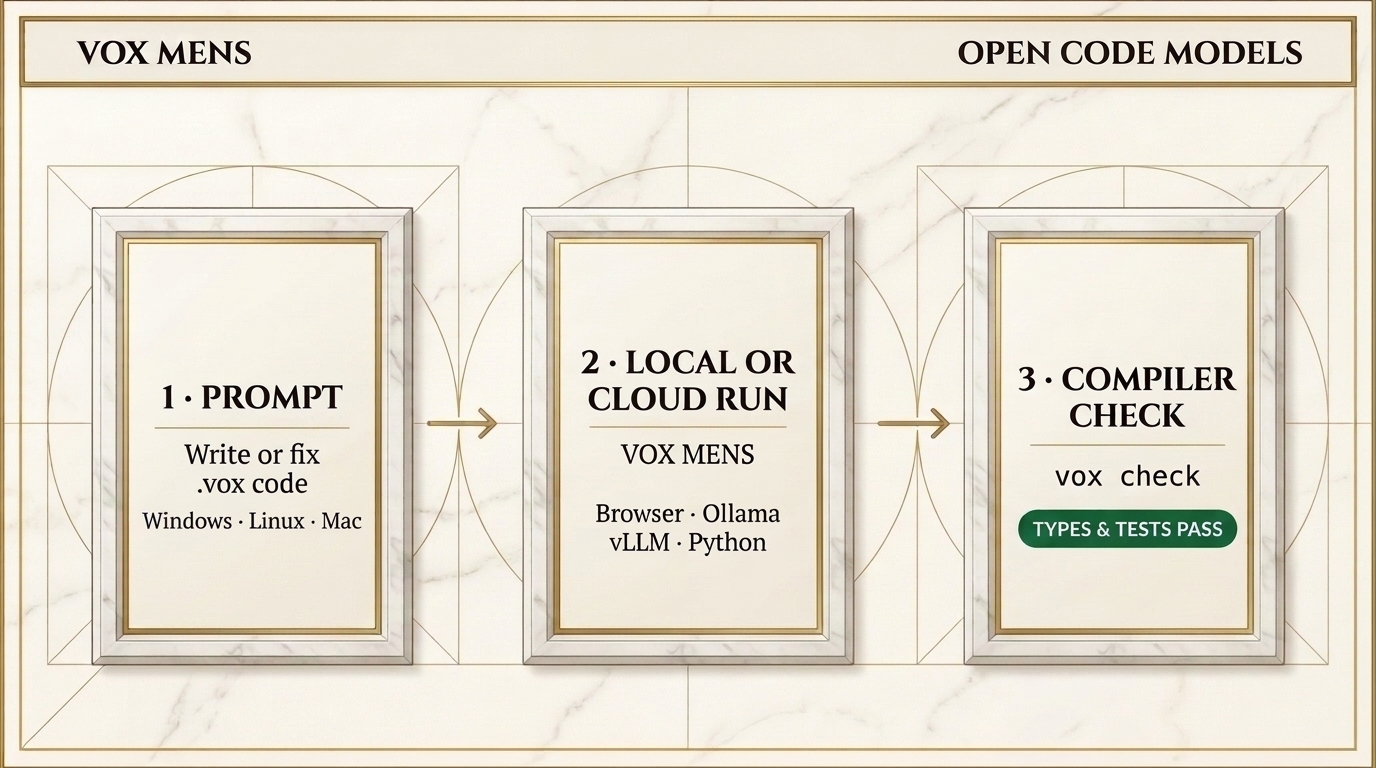 VOX MENS
OPEN CODE MODELS
1 · PROMPT
Write or fix
.vox code
Windows · Linux · Mac
2 · LOCAL OR
CLOUD RUN
VOX MENS
Browser · Ollama
vLLM · Python
3 · COMPILER
CHECK
vox check
TYPES & TESTS PASS